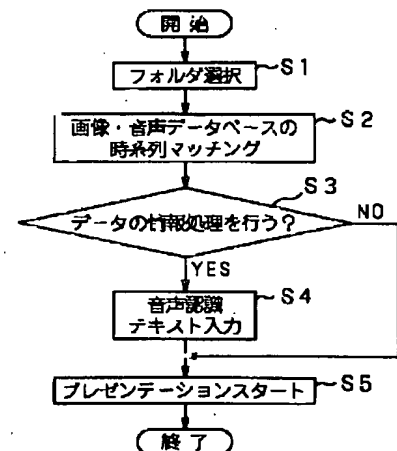 開始
フォルダ選択
S1
画像・音声データベースの
時系列マッチング
S2
S3
データの情報処理を行う?
NO
YES
音声認識
テキスト入力
S4
プレゼンテーションスタート
S5
終了